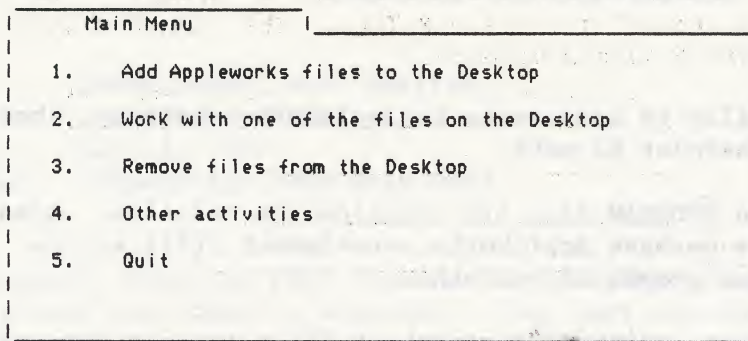 Main Menu
1. Add Appleworks files to the Desktop
2. Work with one of the files on the Desktop
3. Remove files from the Desktop
4. Other activities
5. Quit